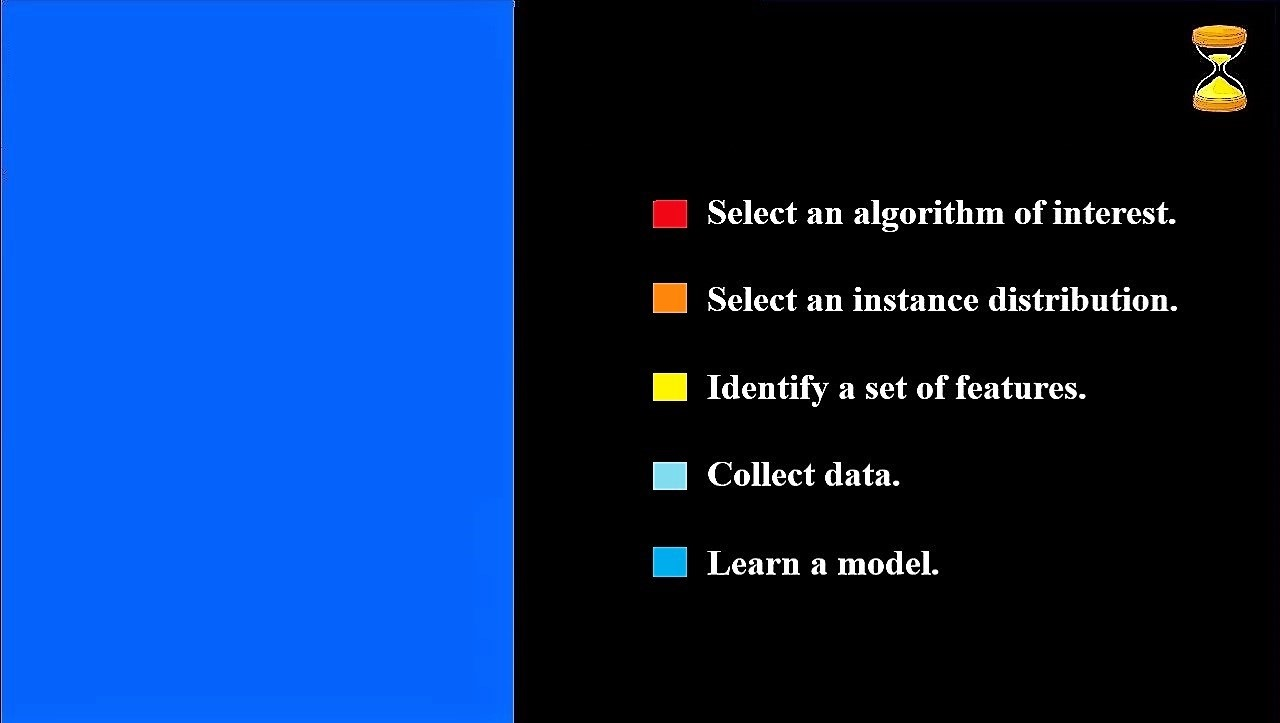 Select an algorithm of interest.
Select an instance distribution.
Identify a set of features.
Collect data.
Learn a model.